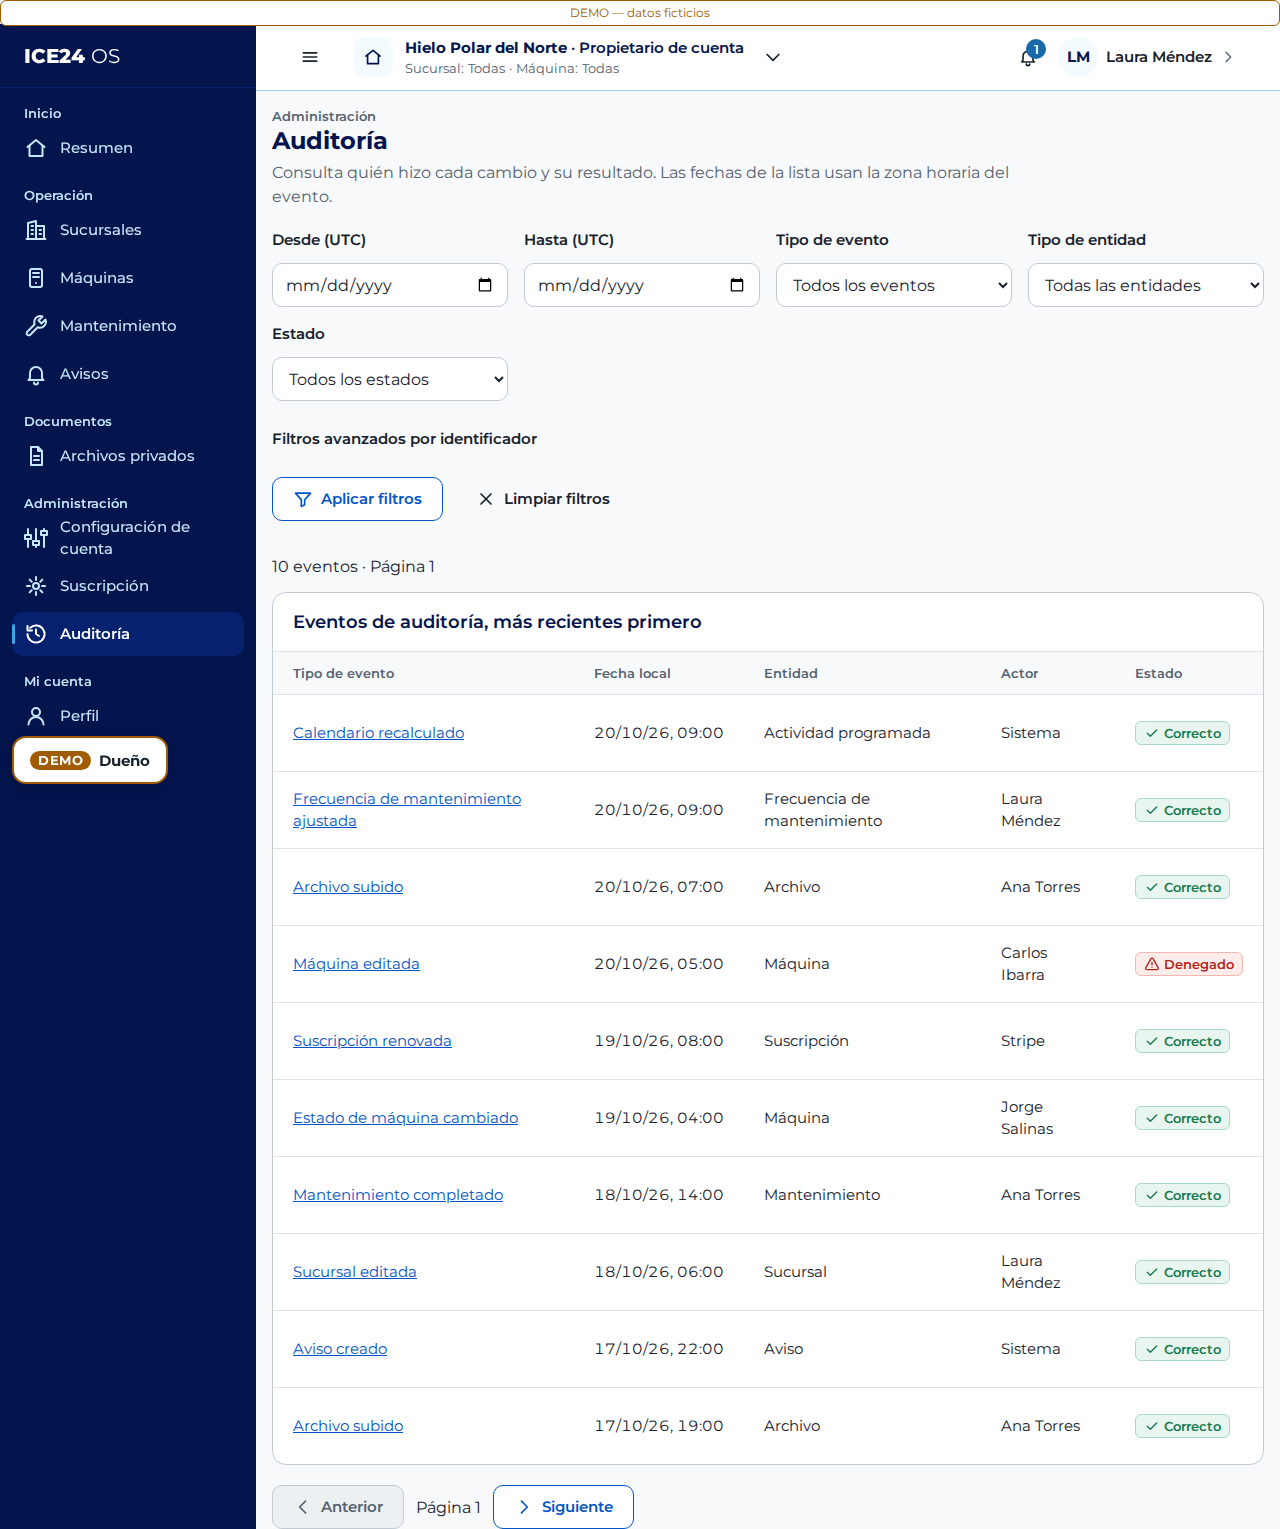 DEMO — datos ficticios
ICE24 OS
Hielo Polar del Norte · Propietario de cuenta
Sucursal: Todas · Máquina: Todas
1
LM
Laura Méndez
Inicio
Resumen
Operación
Sucursales
Máquinas
Mantenimiento
Avisos
Documentos
Archivos privados
Administración
Configuración de
cuenta
Suscripción
Auditoría
Mi cuenta
Perfil
DEMO Dueño
Administración
Auditoría
Consulta quién hizo cada cambio y su resultado. Las fechas de la lista usan la zona horaria del
evento.
Desde (UTC)
Hasta (UTC)
Tipo de evento
Tipo de entidad
mm/dd/yyyy
mm/dd/yyyy
Todos los eventos
Todas las entidades
Estado
Todos los estados
Filtros avanzados por identificador
Aplicar filtros
Limpiar filtros
10 eventos · Página 1
Eventos de auditoría, más recientes primero
Tipo de evento Fecha local Entidad Actor Estado
Calendario recalculado 20/10/26, 09:00 Actividad programada Sistema Correcto
Frecuencia de mantenimiento
ajustada
20/10/26, 09:00
Frecuencia de
mantenimiento
Laura
Méndez
Correcto
Archivo subido 20/10/26, 07:00 Archivo Ana Torres Correcto
Máquina editada 20/10/26, 05:00 Máquina
Carlos
Ibarra
Denegado
Suscripción renovada 19/10/26, 08:00 Suscripción Stripe Correcto
Estado de máquina cambiado 19/10/26, 04:00 Máquina
Jorge
Salinas
Correcto
Mantenimiento completado 18/10/26, 14:00 Mantenimiento Ana Torres Correcto
Sucursal editada 18/10/26, 06:00 Sucursal
Laura
Méndez
Correcto
Aviso creado 17/10/26, 22:00 Aviso Sistema Correcto
Archivo subido 17/10/26, 19:00 Archivo Ana Torres Correcto
Anterior
Página 1
Siguiente